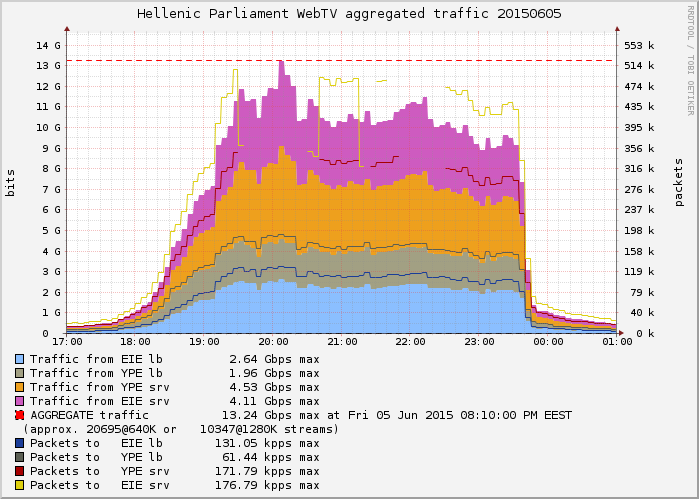 Hellenic Parliament WebTV aggregated traffic 20150605
RRDTOOL / TOBI OETIKER
bits
packets
14 G 553 k
13 G 514 k
12 G 474 k
11 G 435 k
10 G 395 k
9 G 356 k
8 G 316 k
7 G 276 k
6 G 237 k
5 G 198 k
4 G 158 k
3 G 119 k
2 G 79 k
1 G 40 k
0 0 k
17:00 18:00 19:00 20:00 21:00 22:00 23:00 00:00 01:00
Traffic from EIE lb 2.64 Gbps max
Traffic from YPE lb 1.96 Gbps max
Traffic from YPE srv 4.53 Gbps max
Traffic from EIE srv 4.11 Gbps max
AGGREGATE traffic 13.24 Gbps max at Fri 05 Jun 2015 08:10:00 PM EEST
(approx. 20695@640K or 10347@1280K streams)
Packets to EIE lb 131.05 kpps max
Packets to YPE lb 61.44 kpps max
Packets to YPE srv 171.79 kpps max
Packets to EIE srv 176.79 kpps max